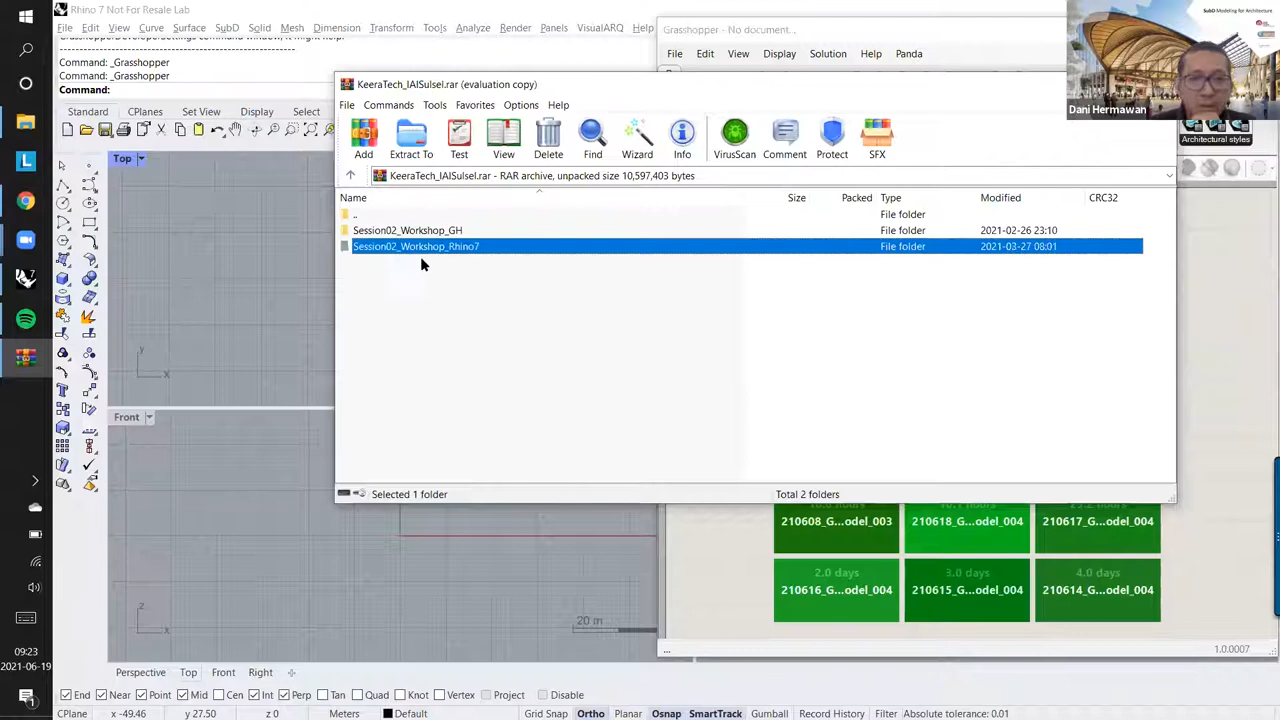 Rhino 7 Not For Resale Lab
File Edit View Curve Surface Solid SubD Mesh Dimension Transform Tools Analyze Render Panels VisualARQ Help
Command: _Grasshopper
Command: _Grasshopper
Command:
Standard CPlanes Set View Display Select
Top
y
x
Front
z
x
20 m
Perspective Top Front Right
End Near Point Mid Cen Int Perp Tan Quad Knot Vertex Project Disable
CPlane x -49.46 y 27.50 z 0 Meters Default Grid Snap Ortho Planar Osnap SmartTrack Gumball Record History Filter Absolute tolerance: 0.01
09:23
2021-06-19
Grasshopper - No document...
File Edit View Display Solution Help Panda
KeeraTech_IAISulsel.rar (evaluation copy)
File Commands Tools Favorites Options Help
Add Extract To Test View Delete Find Wizard Info VirusScan Comment Protect SFX
KeeraTech_IAISulsel.rar - RAR archive, unpacked size 10,597,403 bytes
Name Size Packed Type Modified CRC32
.. File folder
Session02_Workshop_GH File folder 2021-02-26 23:10
Session02_Workshop_Rhino7 File folder 2021-03-27 08:01
Selected 1 folder Total 2 folders
210608_G...odel_003 210618_G...odel_004 210617_G...odel_004
2.0 days 3.0 days 4.0 days
210616_G...odel_004 210615_G...odel_004 210614_G...odel_004
...
1.0.0007
SubD Modeling for Architecture
Dani Hermawan
Architectural styles